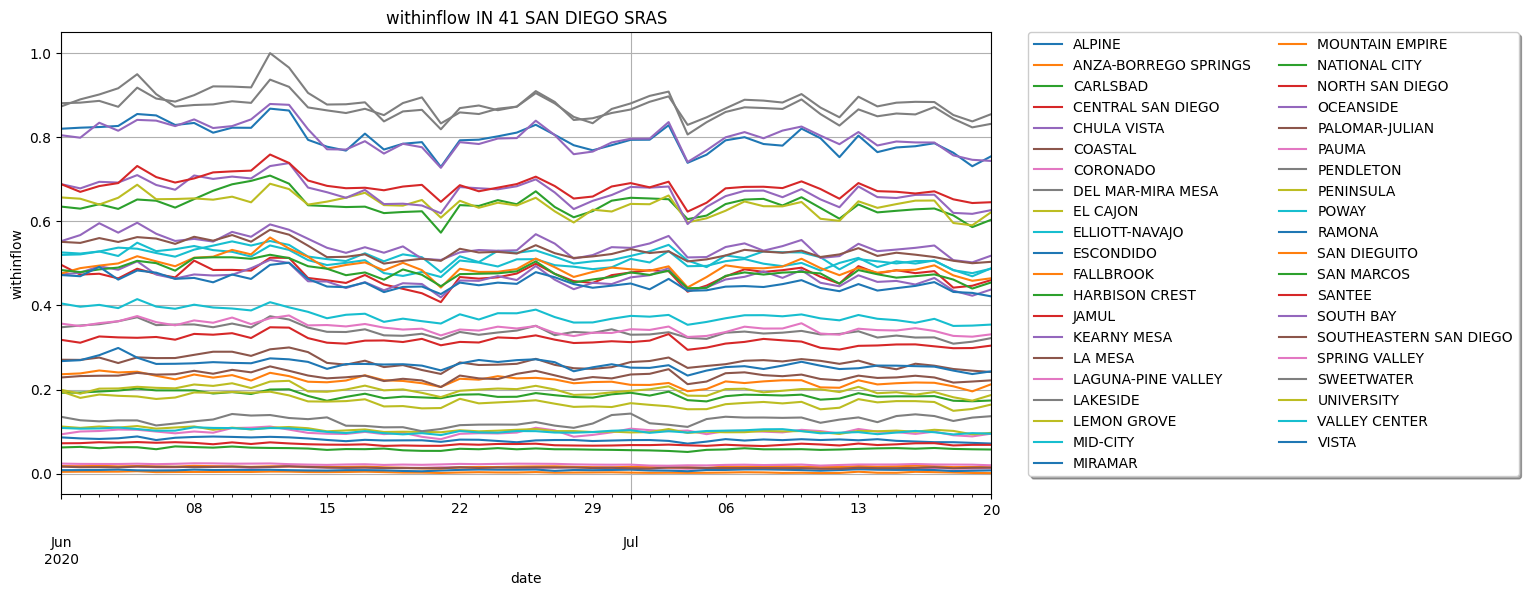 withinflow IN 41 SAN DIEGO SRAS
1.0
0.8
0.6
0.4
0.2
0.0
withinflow
08
15
22
29
06
13
20
Jun
2020
Jul
date
ALPINE
ANZA-BORREGO SPRINGS
CARLSBAD
CENTRAL SAN DIEGO
CHULA VISTA
COASTAL
CORONADO
DEL MAR-MIRA MESA
EL CAJON
ELLIOTT-NAVAJO
ESCONDIDO
FALLBROOK
HARBISON CREST
JAMUL
KEARNY MESA
LA MESA
LAGUNA-PINE VALLEY
LAKESIDE
LEMON GROVE
MID-CITY
MIRAMAR
MOUNTAIN EMPIRE
NATIONAL CITY
NORTH SAN DIEGO
OCEANSIDE
PALOMAR-JULIAN
PAUMA
PENDLETON
PENINSULA
POWAY
RAMONA
SAN DIEGUITO
SAN MARCOS
SANTEE
SOUTH BAY
SOUTHEASTERN SAN DIEGO
SPRING VALLEY
SWEETWATER
UNIVERSITY
VALLEY CENTER
VISTA